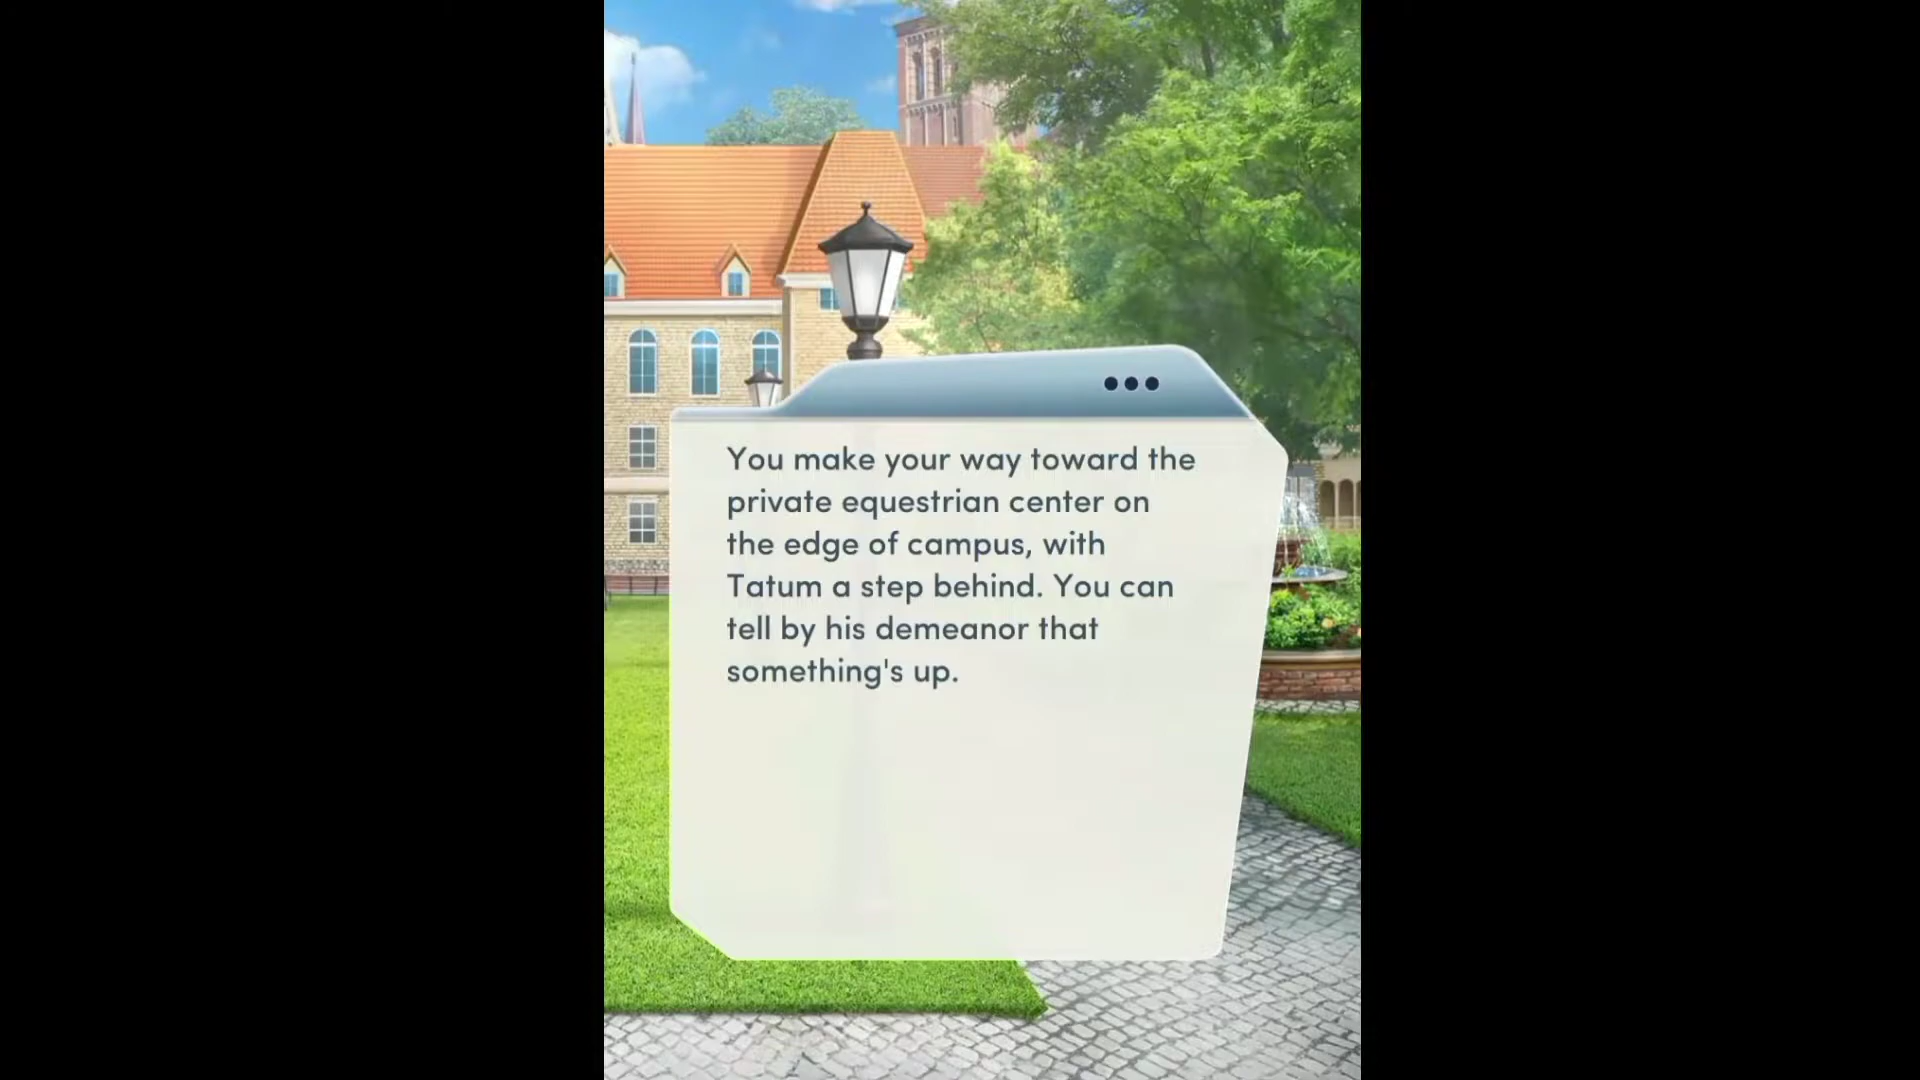 You make your way toward the
private equestrian center on
the edge of campus, with
Tatum a step behind. You can
tell by his demeanor that
something's up.